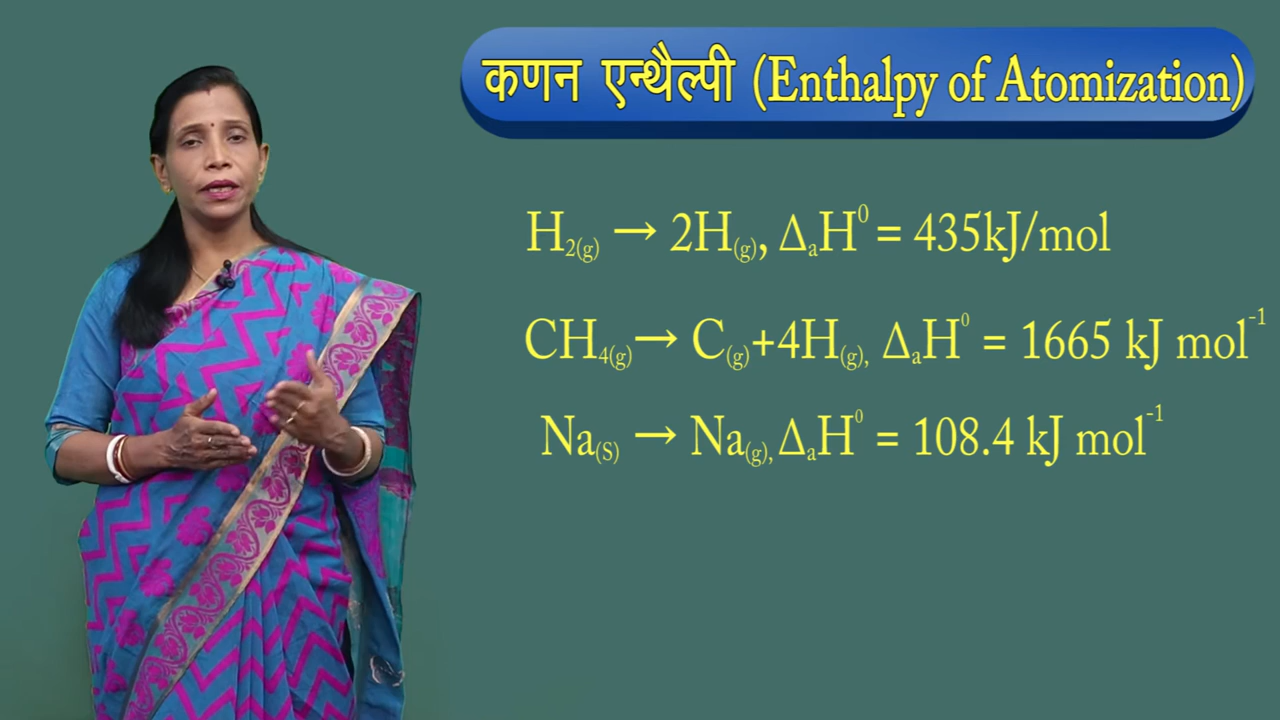 कणन एन्थैल्पी (Enthalpy of Atomization)
H₂₍g₎ → 2H₍g₎, ΔₐH⁰ = 435kJ/mol
CH₄₍g₎→ C₍g₎+4H₍g₎, ΔₐH⁰ = 1665 kJ mol⁻¹
Na₍S₎ → Na₍g₎, ΔₐH⁰ = 108.4 kJ mol⁻¹